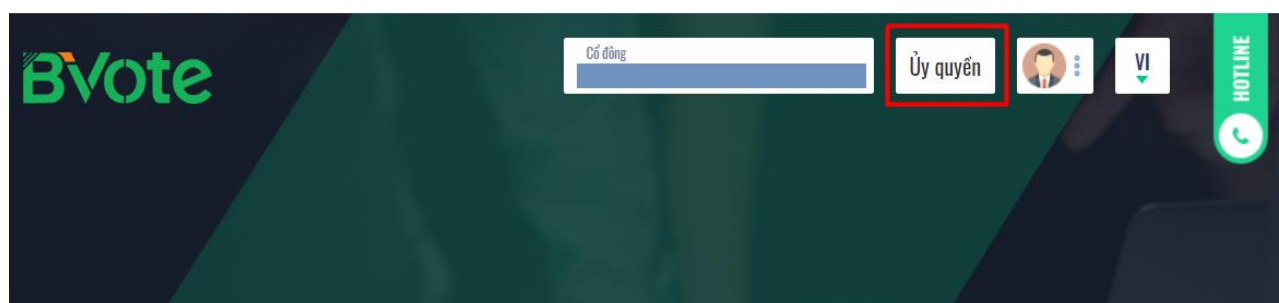 BVote
Cổ đông
Ủy quyền
VI
HOTLINE